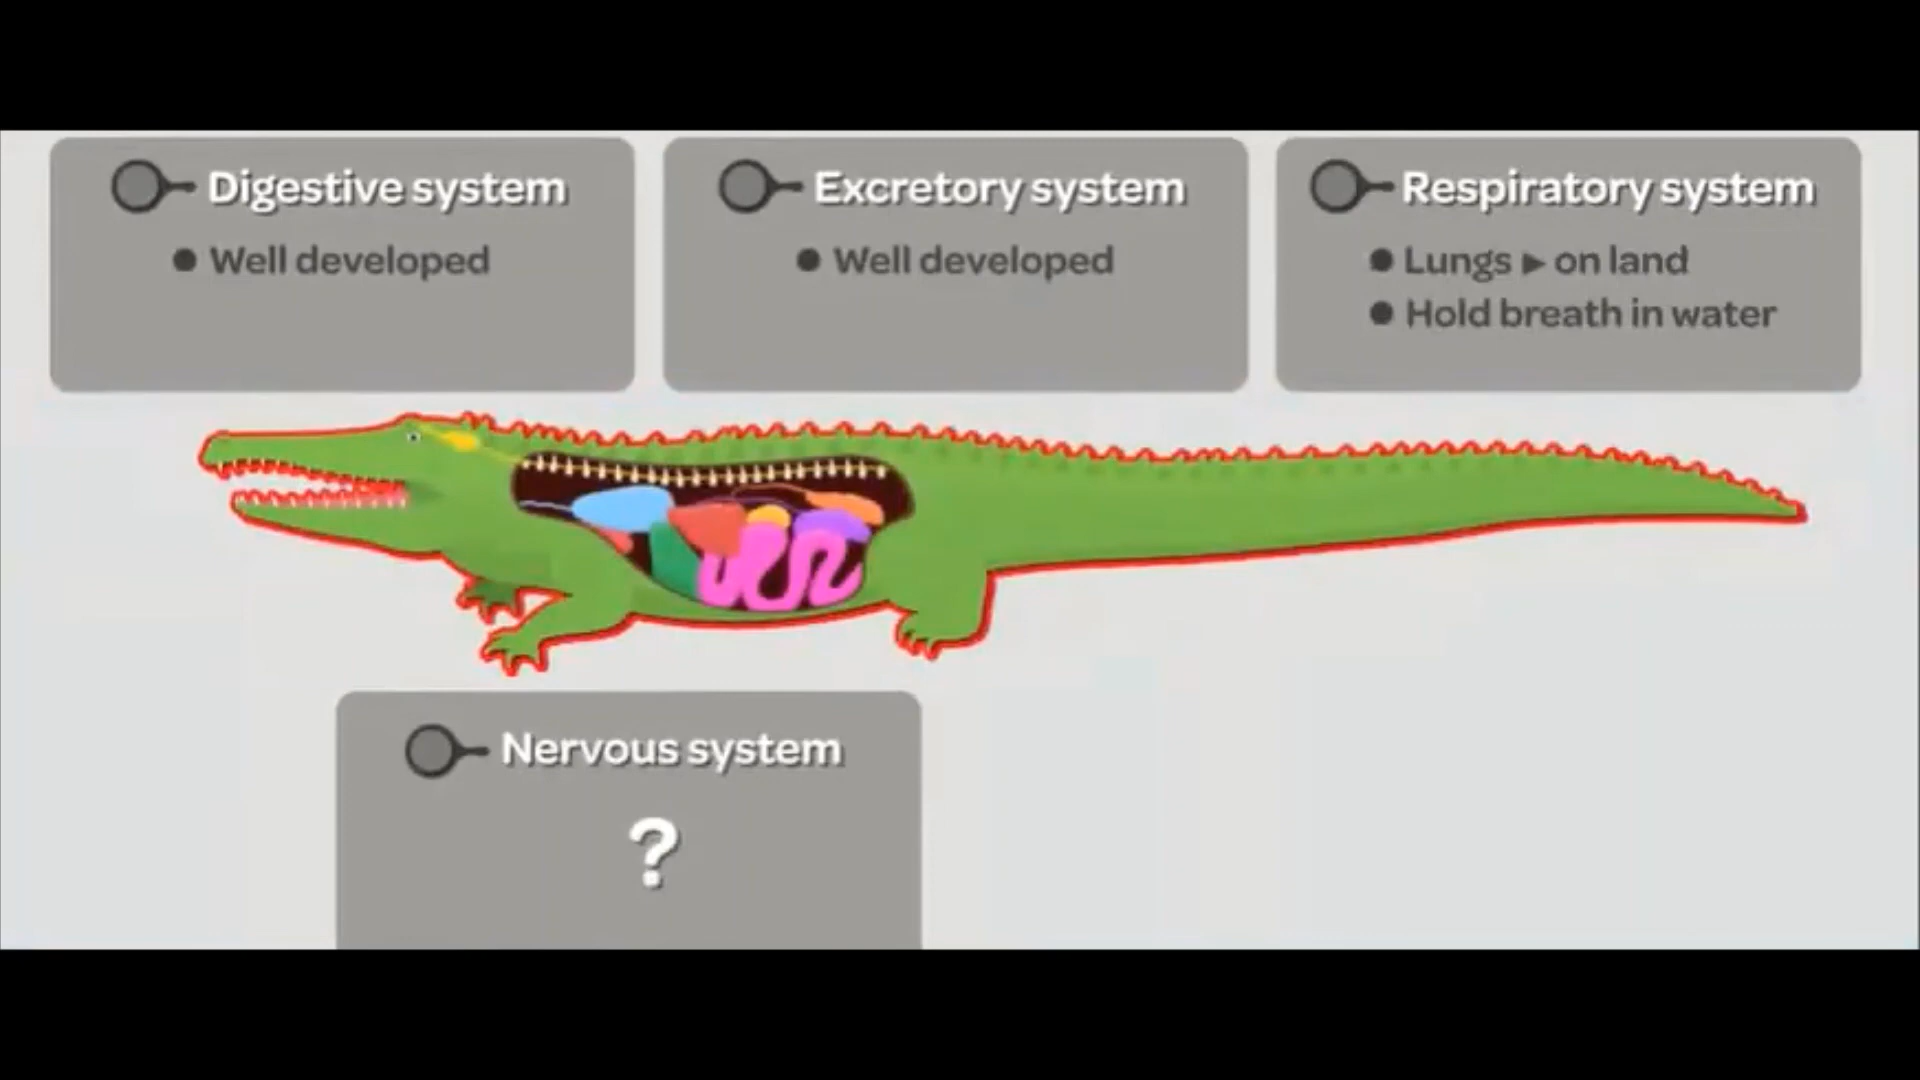 Digestive system
● Well developed
Excretory system
● Well developed
Respiratory system
● Lungs ▶ on land
● Hold breath in water
Nervous system
?